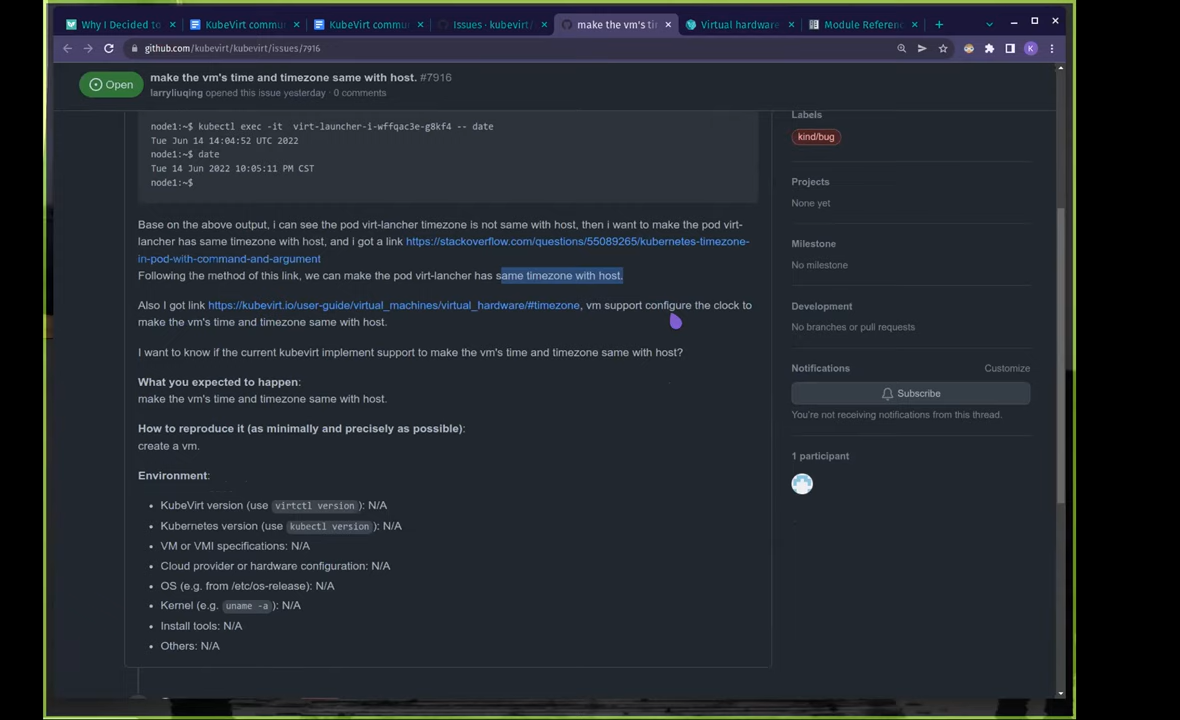 Why I Decided to
KubeVirt commu
KubeVirt commu
Issues · kubevirt/
make the vm's ti
Virtual hardware
Module Referenc
github.com/kubevirt/kubevirt/issues/7916
K
Open
make the vm's time and timezone same with host. #7916
larryliuqing opened this issue yesterday · 0 comments
node1:~$ kubectl exec -it virt-launcher-i-wffqac3e-g8kf4 -- date
Tue Jun 14 14:04:52 UTC 2022
node1:~$ date
Tue 14 Jun 2022 10:05:11 PM CST
node1:~$
Base on the above output, i can see the pod virt-lancher timezone is not same with host, then i want to make the pod virt-
lancher has same timezone with host, and i got a link https://stackoverflow.com/questions/55089265/kubernetes-timezone-
in-pod-with-command-and-argument
Following the method of this link, we can make the pod virt-lancher has same timezone with host.
Also I got link https://kubevirt.io/user-guide/virtual_machines/virtual_hardware/#timezone, vm support configure the clock to
make the vm's time and timezone same with host.
I want to know if the current kubevirt implement support to make the vm's time and timezone same with host?
What you expected to happen:
make the vm's time and timezone same with host.
How to reproduce it (as minimally and precisely as possible):
create a vm.
Environment:
• KubeVirt version (use virtctl version): N/A
• Kubernetes version (use kubectl version): N/A
• VM or VMI specifications: N/A
• Cloud provider or hardware configuration: N/A
• OS (e.g. from /etc/os-release): N/A
• Kernel (e.g. uname -a): N/A
• Install tools: N/A
• Others: N/A
Labels
kind/bug
Projects
None yet
Milestone
No milestone
Development
No branches or pull requests
Notifications
Customize
Subscribe
You're not receiving notifications from this thread.
1 participant